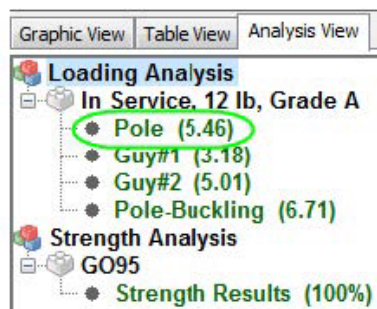 Graphic View Table View Analysis View
Loading Analysis
In Service, 12 lb, Grade A
Pole (5.46)
Guy#1 (3.18)
Guy#2 (5.01)
Pole-Buckling (6.71)
Strength Analysis
GO95
Strength Results (100%)